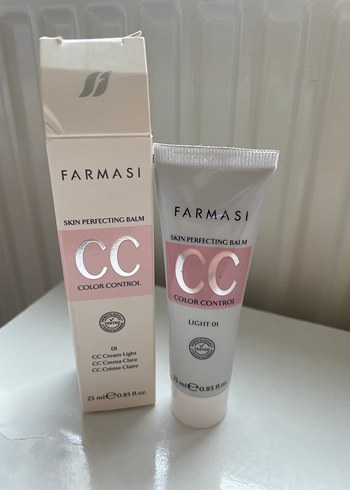 FARMASI
SKIN PERFECTING BALM
CC
COLOR CONTROL
01
CC Cream Light
CC Crema Clara
CC Crème Claire
25 ml ℮ 0.85 fl.oz.
FARMASI
SKIN PERFECTING BALM
CC
COLOR CONTROL
LIGHT 01
25 ml ℮ 0.85 fl.oz.